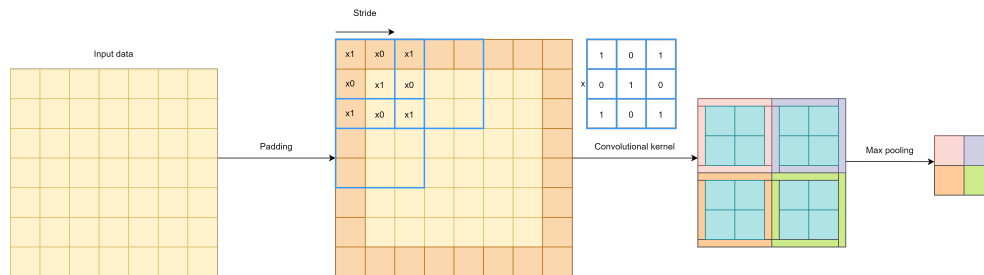 Stride
Input data
x1 x0 x1
x0 x1 x0
x1 x0 x1
x
1 0 1
0 1 0
1 0 1
Padding
Convolutional kernel
Max pooling